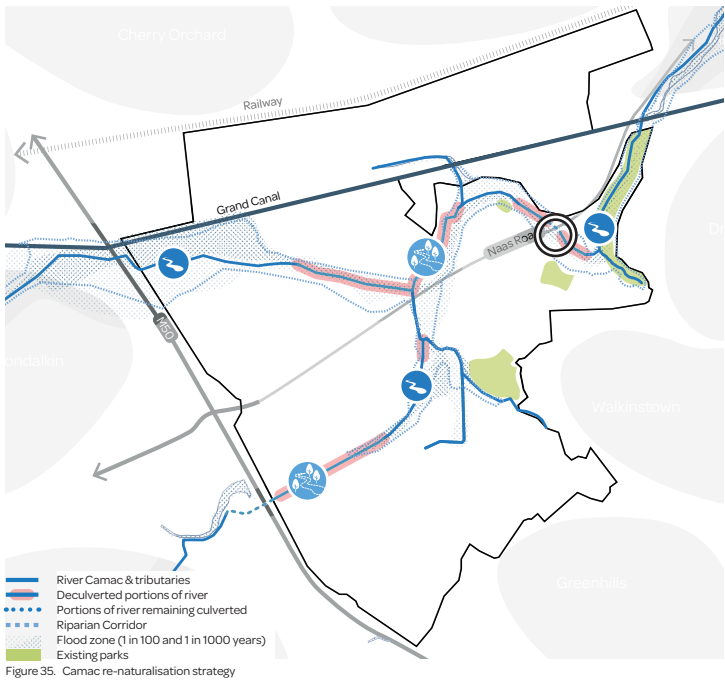 Cherry Orchard
Railway
Grand Canal
Naas Road
M50
Walkinstown
Greenhills
River Camac & tributaries
Deculverted portions of river
Portions of river remaining culverted
Riparian Corridor
Flood zone (1 in 100 and 1 in 1000 years)
Existing parks
Figure 35. Camac re-naturalisation strategy